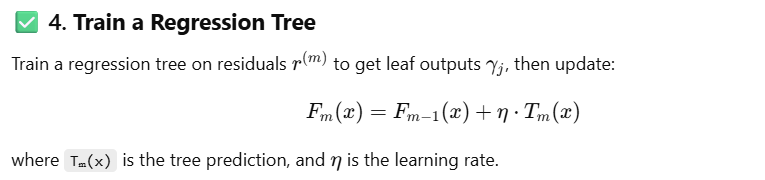 ✅ 4. Train a Regression Tree
Train a regression tree on residuals r^{(m)} to get leaf outputs γ_j, then update:
F_m(x) = F_{m−1}(x) + η · T_m(x)
where Tₘ(x) is the tree prediction, and η is the learning rate.